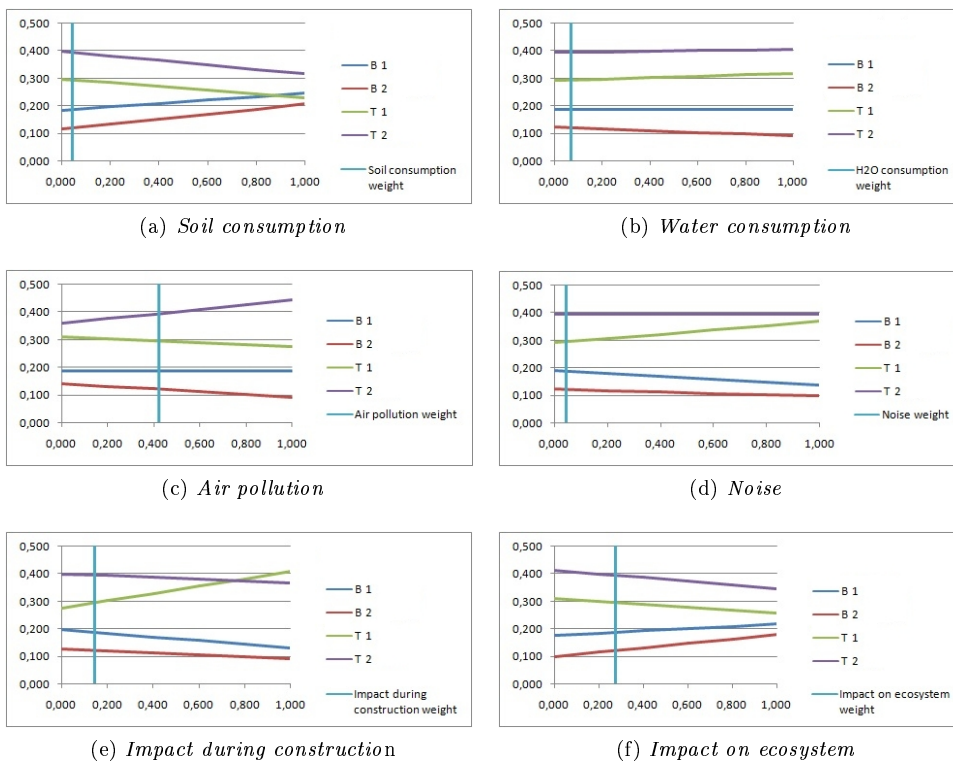 0,500
0,400
0,300
0,200
0,100
0,000
0,000 0,200 0,400 0,600 0,800 1,000
B 1
B 2
T 1
T 2
Soil consumption
weight
(a) Soil consumption
0,500
0,400
0,300
0,200
0,100
0,000
0,000 0,200 0,400 0,600 0,800 1,000
B 1
B 2
T 1
T 2
H2O consumption
weight
(b) Water consumption
0,500
0,400
0,300
0,200
0,100
0,000
0,000 0,200 0,400 0,600 0,800 1,000
B 1
B 2
T 1
T 2
Air pollution weight
(c) Air pollution
0,500
0,400
0,300
0,200
0,100
0,000
0,000 0,200 0,400 0,600 0,800 1,000
B 1
B 2
T 1
T 2
Noise weight
(d) Noise
0,500
0,400
0,300
0,200
0,100
0,000
0,000 0,200 0,400 0,600 0,800 1,000
B 1
B 2
T 1
T 2
Impact during
construction weight
(e) Impact during construction
0,500
0,400
0,300
0,200
0,100
0,000
0,000 0,200 0,400 0,600 0,800 1,000
B 1
B 2
T 1
T 2
Impact on ecosystem
weight
(f) Impact on ecosystem